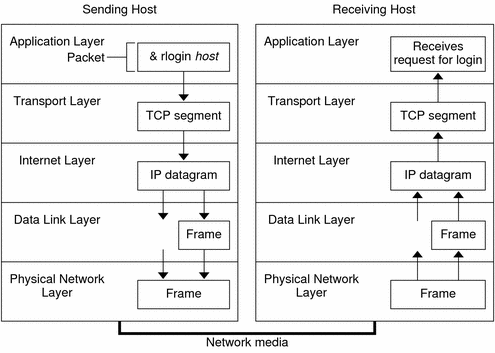 Sending Host
Application Layer
Packet
& rlogin host
Transport Layer
TCP segment
Internet Layer
IP datagram
Data Link Layer
Frame
Physical Network
Layer
Frame
Receiving Host
Application Layer
Receives
request for login
Transport Layer
TCP segment
Internet Layer
IP datagram
Data Link Layer
Frame
Physical Network
Layer
Frame
Network media